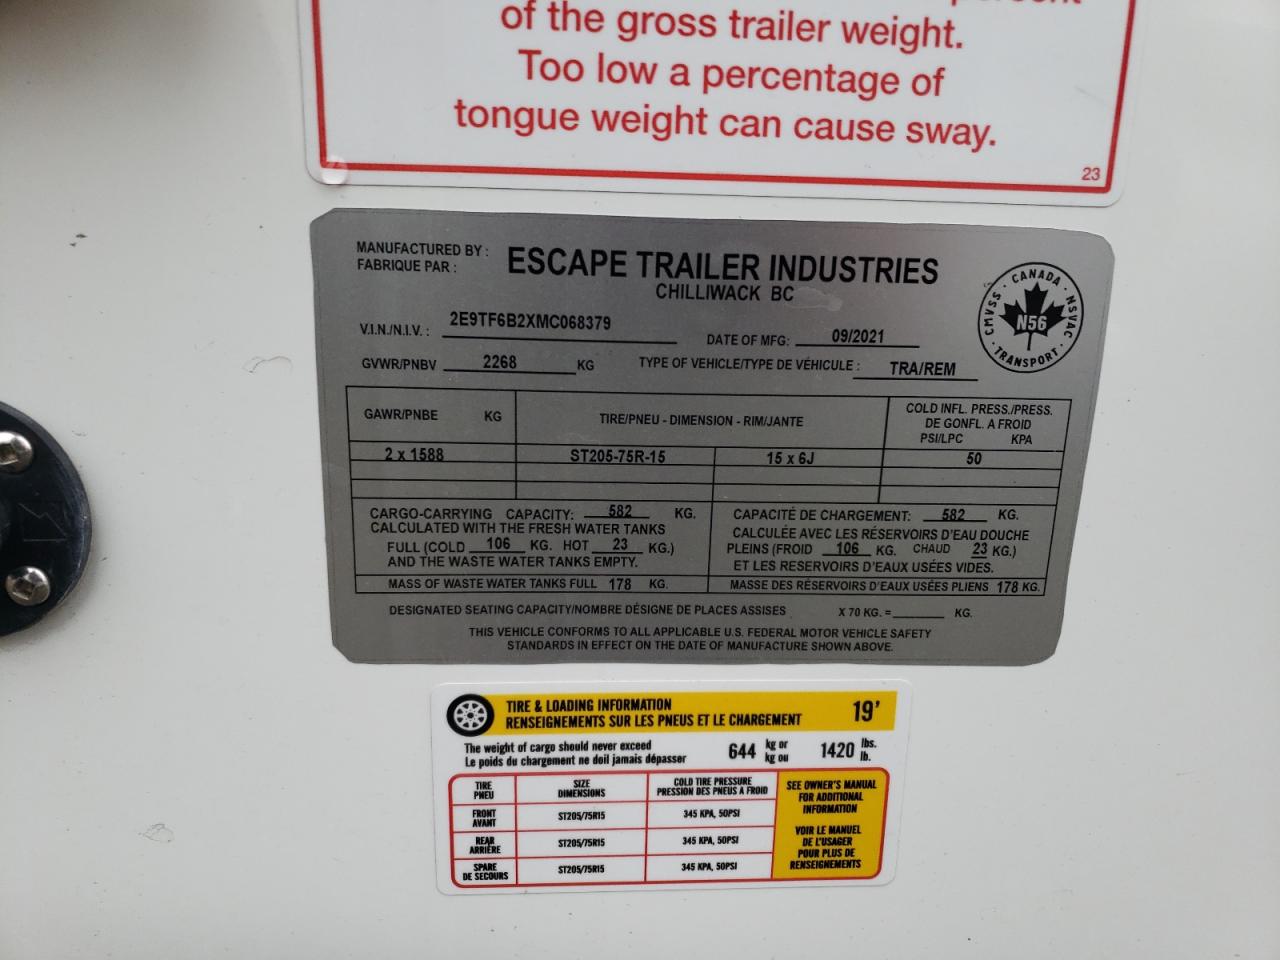 of the gross trailer weight.
Too low a percentage of
tongue weight can cause sway.
23
MANUFACTURED BY :
FABRIQUE PAR :
ESCAPE TRAILER INDUSTRIES
CHILLIWACK BC
CANADA
CMVSS
NSVAC
N56
TRANSPORT
V.I.N./N.I.V. : 2E9TF6B2XMC068379
DATE OF MFG: 09/2021
GVWR/PNBV 2268 KG
TYPE OF VEHICLE/TYPE DE VÉHICULE : TRA/REM
GAWR/PNBE KG
TIRE/PNEU - DIMENSION - RIM/JANTE
COLD INFL. PRESS./PRESS.
DE GONFL. A FROID
PSI/LPC KPA
2 x 1588 ST205-75R-15 15 x 6J 50
CARGO-CARRYING CAPACITY: 582 KG.
CALCULATED WITH THE FRESH WATER TANKS
FULL (COLD 106 KG. HOT 23 KG.)
AND THE WASTE WATER TANKS EMPTY.
MASS OF WASTE WATER TANKS FULL 178 KG.
CAPACITÉ DE CHARGEMENT: 582 KG.
CALCULÉE AVEC LES RÉSERVOIRS D'EAU DOUCHE
PLEINS (FROID 106 KG. CHAUD 23 KG.)
ET LES RESERVOIRS D'EAUX USÉES VIDES.
MASSE DES RÉSERVOIRS D'EAUX USÉES PLIENS 178 KG.
DESIGNATED SEATING CAPACITY/NOMBRE DÉSIGNE DE PLACES ASSISES X 70 KG. = KG.
THIS VEHICLE CONFORMS TO ALL APPLICABLE U.S. FEDERAL MOTOR VEHICLE SAFETY
STANDARDS IN EFFECT ON THE DATE OF MANUFACTURE SHOWN ABOVE.
TIRE & LOADING INFORMATION
RENSEIGNEMENTS SUR LES PNEUS ET LE CHARGEMENT
19'
The weight of cargo should never exceed
Le poids du chargement ne doil jamais dépasser
644 kg or
kg ou
1420 lbs.
lb.
TIRE
PNEU
SIZE
DIMENSIONS
COLD TIRE PRESSURE
PRESSION DES PNEUS A FROID
FRONT
AVANT
ST205/75R15
345 KPA, 50PSI
REAR
ARRIÈRE
ST205/75R15
345 KPA, 50PSI
SPARE
DE SECOURS
ST205/75R15
345 KPA, 50PSI
SEE OWNER'S MANUAL
FOR ADDITIONAL
INFORMATION
VOIR LE MANUEL
DE L'USAGER
POUR PLUS DE
RENSEIGNEMENTS